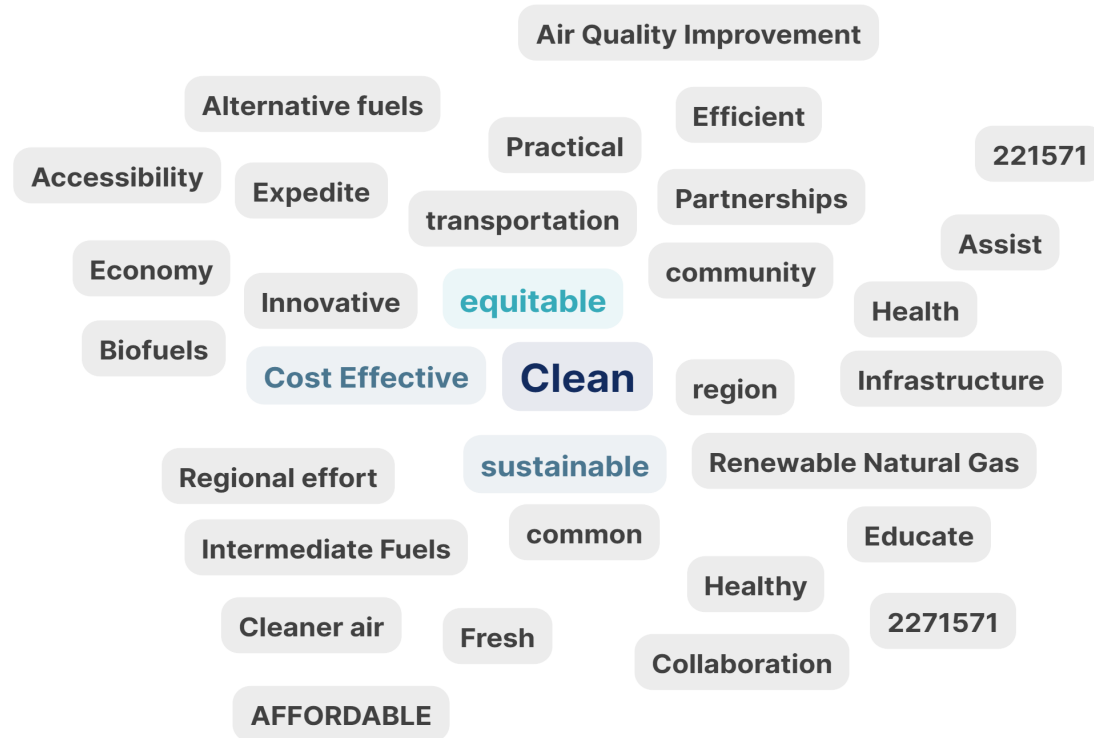 Air Quality Improvement
Alternative fuels
Efficient
Practical
221571
Accessibility
Expedite
Partnerships
transportation
Assist
Economy
community
Innovative
equitable
Health
Biofuels
Cost Effective
Clean
region
Infrastructure
Regional effort
sustainable
Renewable Natural Gas
Intermediate Fuels
common
Educate
Healthy
Cleaner air
Fresh
2271571
Collaboration
AFFORDABLE